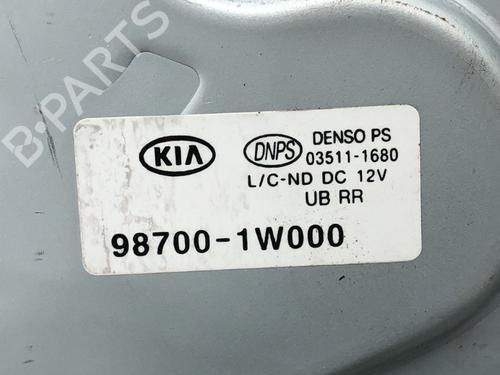 B-PARTS
KIA
DNPS
DENSO PS
03511-1680
L/C-ND DC 12V
UB RR
98700-1W000